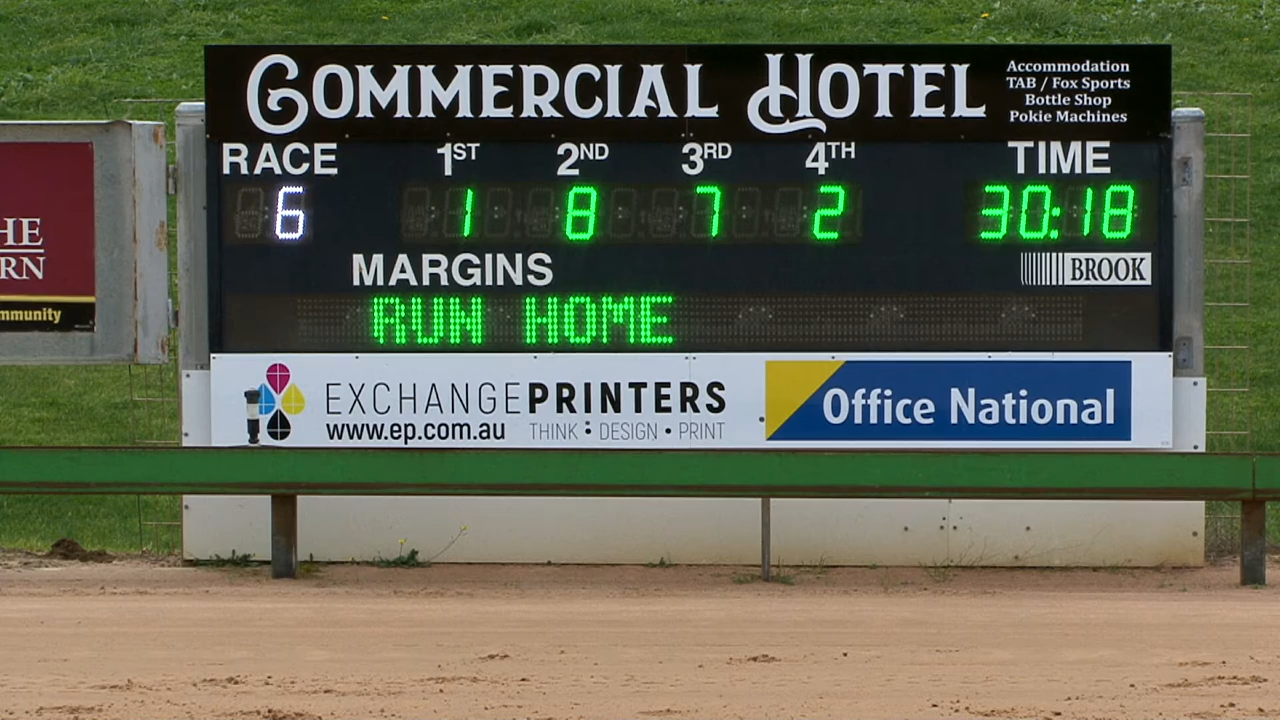 COMMERCIAL HOTEL
Accommodation
TAB / Fox Sports
Bottle Shop
Pokie Machines
RACE 1ST 2ND 3RD 4TH TIME
6 1 8 7 2 30:18
MARGINS
BROOK
RUN HOME
HE
RN
mmunity
EXCHANGEPRINTERS
www.ep.com.au THINK • DESIGN • PRINT
Office National